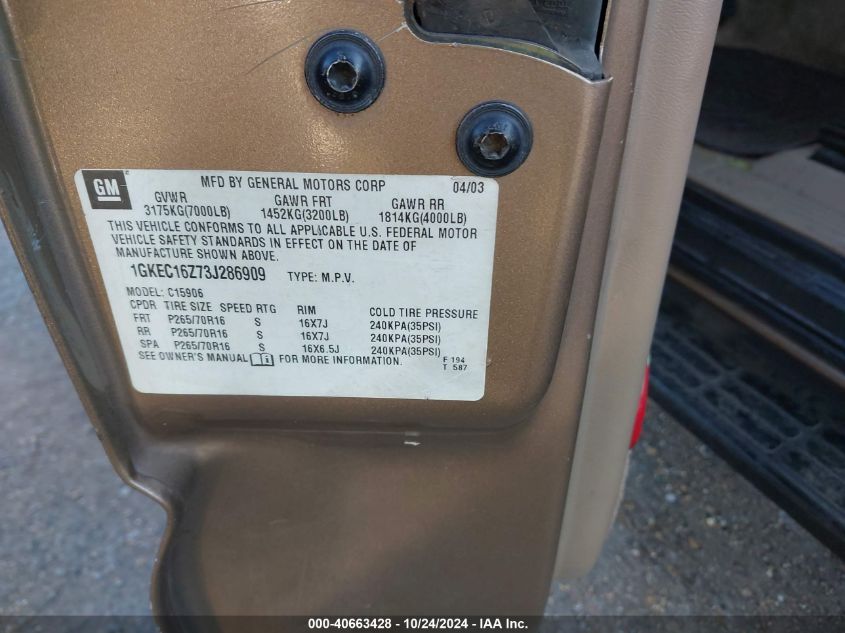 GM
MFD BY GENERAL MOTORS CORP 04/03
GVWR GAWR FRT GAWR RR
3175KG(7000LB) 1452KG(3200LB) 1814KG(4000LB)
THIS VEHICLE CONFORMS TO ALL APPLICABLE U.S. FEDERAL MOTOR
VEHICLE SAFETY STANDARDS IN EFFECT ON THE DATE OF
MANUFACTURE SHOWN ABOVE.
1GKEC16Z73J286909 TYPE: M.P.V.
MODEL: C15906
CPDR TIRE SIZE SPEED RTG RIM COLD TIRE PRESSURE
FRT P265/70R16 S 16X7J 240KPA(35PSI)
RR P265/70R16 S 16X7J 240KPA(35PSI)
SPA P265/70R16 S 16X6.5J 240KPA(35PSI)
SEE OWNER'S MANUAL FOR MORE INFORMATION. F 194
T 587
000-40663428 - 10/24/2024 - IAA Inc.